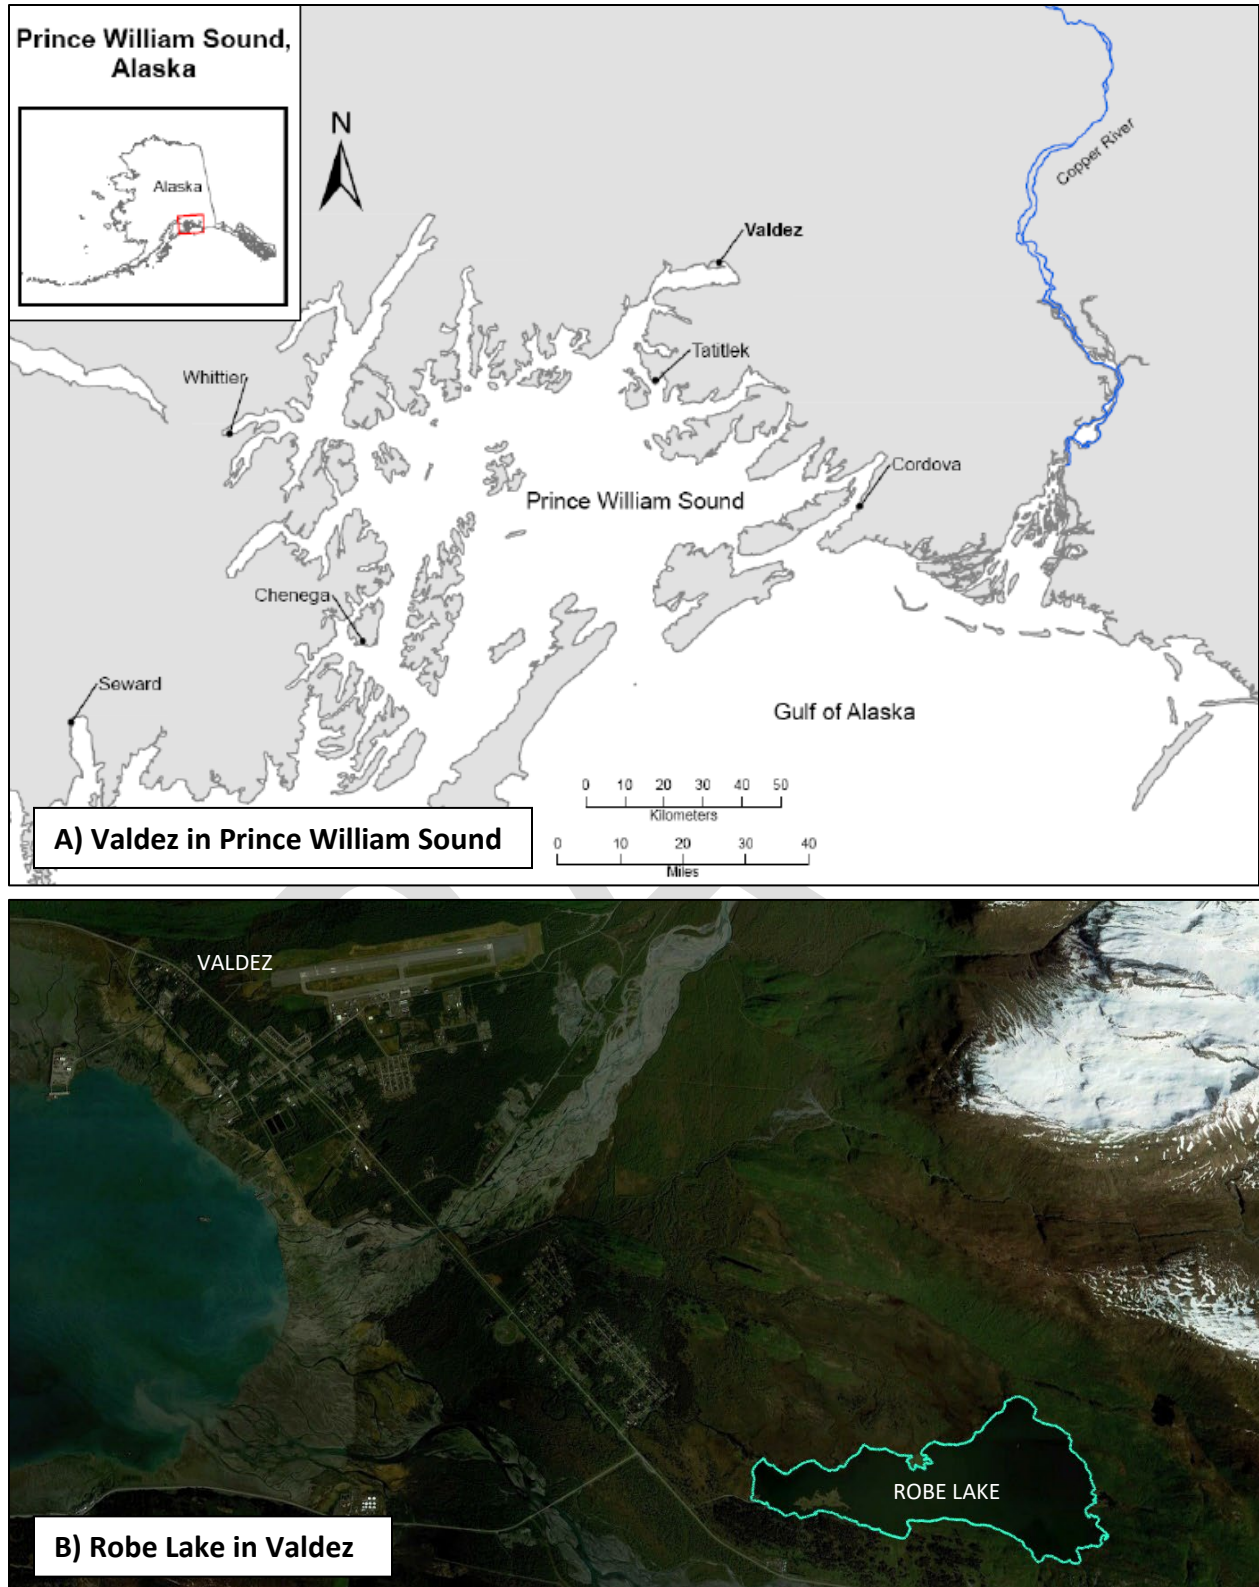 Prince William Sound,
Alaska
Alaska
N
Copper River
Valdez
Tatitlek
Whittier
Cordova
Prince William Sound
Chenega
Seward
Gulf of Alaska
0 10 20 30 40 50
Kilometers
0 10 20 30 40
Miles
A) Valdez in Prince William Sound
VALDEZ
ROBE LAKE
B) Robe Lake in Valdez